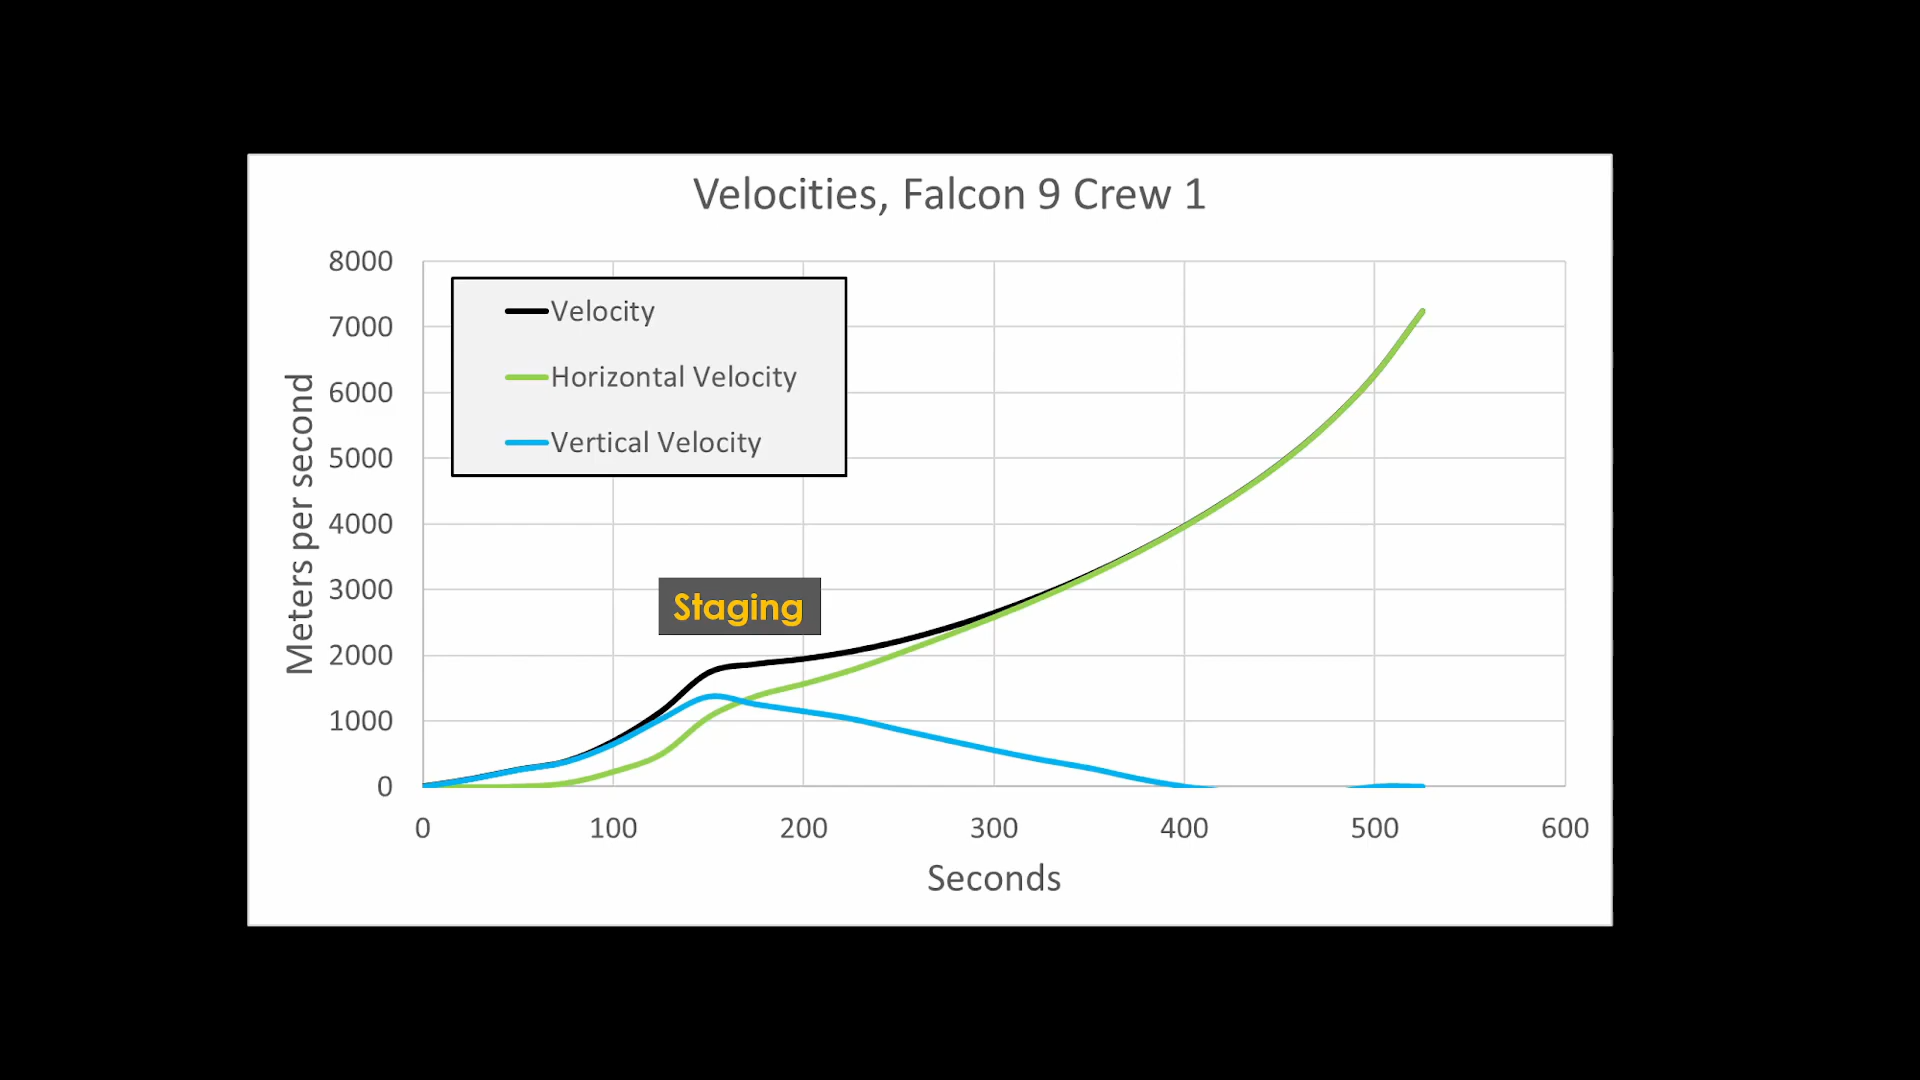 Velocities, Falcon 9 Crew 1
8000
7000
6000
5000
4000
3000
2000
1000
0
Meters per second
Velocity
Horizontal Velocity
Vertical Velocity
Staging
0 100 200 300 400 500 600
Seconds